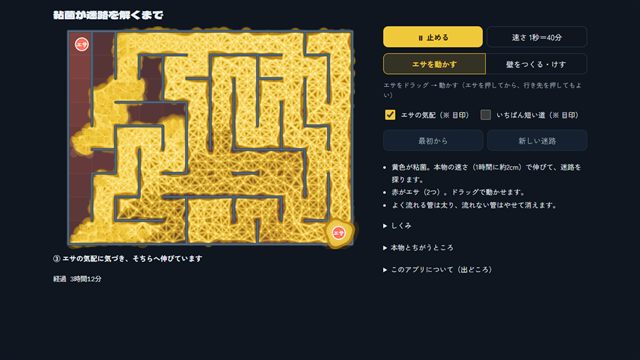 粘菌が迷路を解くまで
エサ
エサ
③ エサの気配に気づき、そちらへ伸びています
経過 3時間12分
⏸ 止める
速さ 1秒=40分
エサを動かす
壁をつくる・けす
エサをドラッグ → 動かす（エサを押してから、行き先を押してもよ
い）
エサの気配（※ 目印）
いちばん短い道（※ 目印）
最初から
新しい迷路
• 黄色が粘菌。本物の速さ（1時間に約2cm）で伸びて、迷路を
探ります。
• 赤がエサ（2つ）。ドラッグで動かせます。
• よく流れる管は太り、流れない管はやせて消えます。
▶ しくみ
▶ 本物とちがうところ
▶ このアプリについて（出どころ）